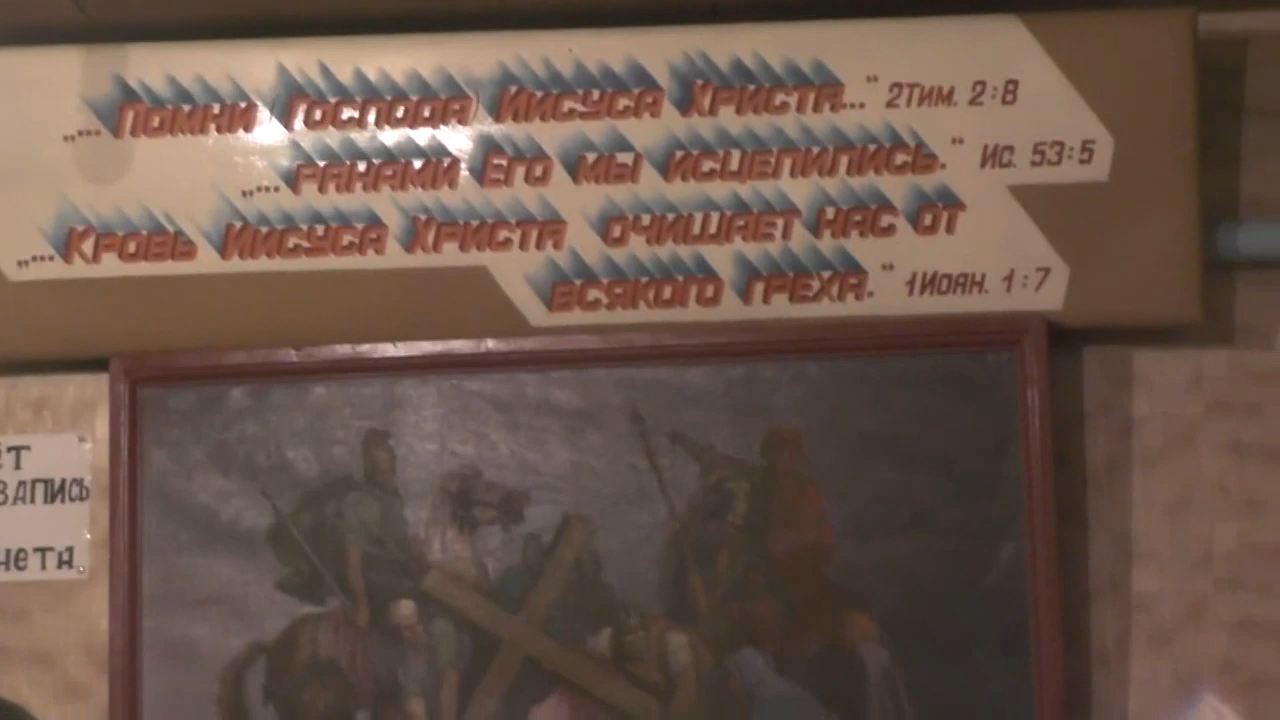 „... Помни Господа Иисуса Христа...“ 2Тим. 2:8
„... ранами Его мы исцелились.“ Ис. 53:5
„... Кровь Иисуса Христа очищает нас от
всякого греха.“ 1Иоан. 1:7
ЗАПИСЬ